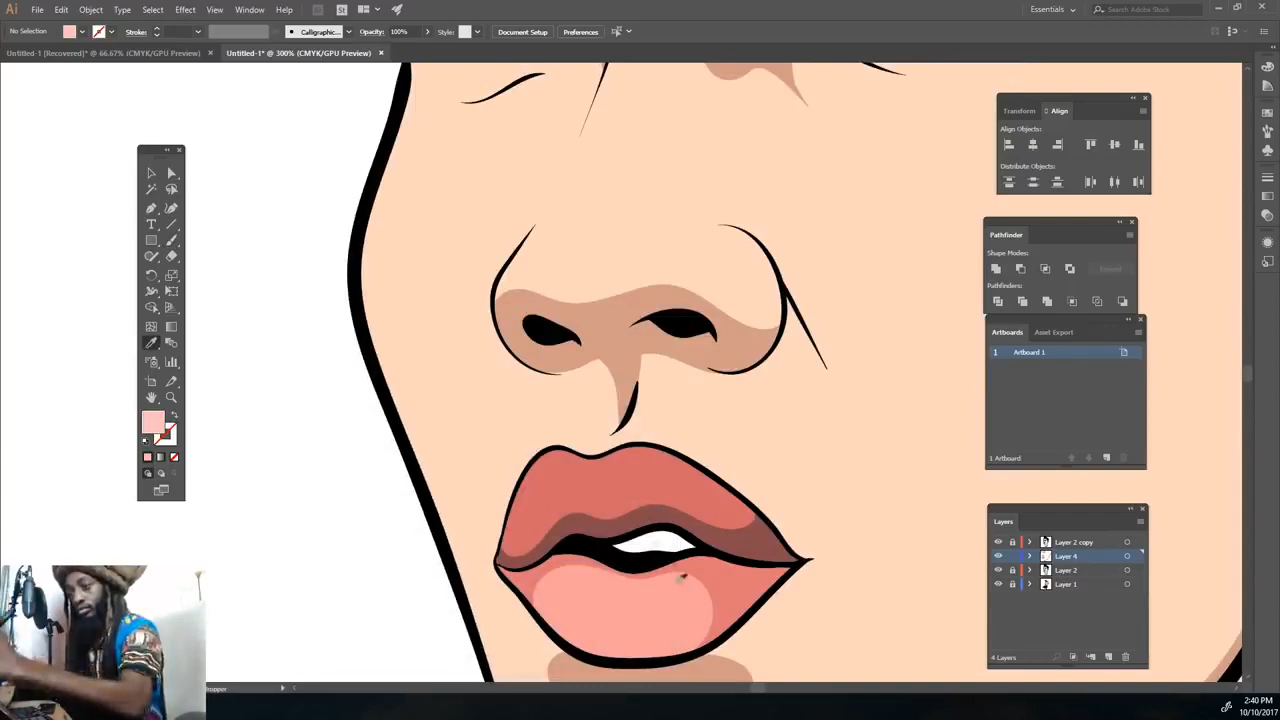 Ai File Edit Object Type Select Effect View Window Help St Essentials Search Adobe Stock
No Selection Stroke: Calligraphic... Opacity: 100% Style: Document Setup Preferences
Untitled-1 [Recovered]* @ 66.67% (CMYK/GPU Preview) Untitled-1* @ 300% (CMYK/GPU Preview)
Transform Align
Align Objects:
Distribute Objects:
Pathfinder
Shape Modes:
Expand
Pathfinders:
Artboards Asset Export
1 Artboard 1
1 Artboard
Layers
Layer 2 copy
Layer 4
Layer 2
Layer 1
4 Layers
2:40 PM
10/10/2017